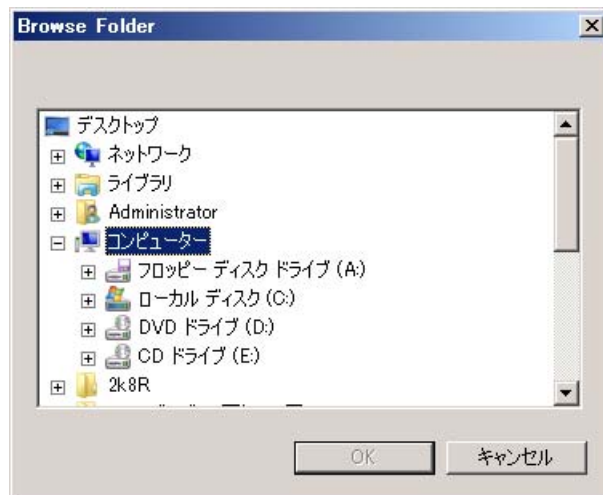 Browse Folder
デスクトップ
ネットワーク
ライブラリ
Administrator
コンピューター
フロッピー ディスク ドライブ (A:)
ローカル ディスク (C:)
DVD ドライブ (D:)
CD ドライブ (E:)
2k8R
OK
キャンセル